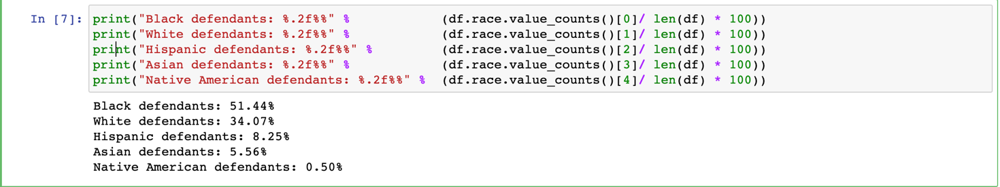 In [7]: print("Black defendants: %.2f%%" % (df.race.value_counts()[0]/ len(df) * 100))
print("White defendants: %.2f%%" % (df.race.value_counts()[1]/ len(df) * 100))
print("Hispanic defendants: %.2f%%" % (df.race.value_counts()[2]/ len(df) * 100))
print("Asian defendants: %.2f%%" % (df.race.value_counts()[3]/ len(df) * 100))
print("Native American defendants: %.2f%%" % (df.race.value_counts()[4]/ len(df) * 100))
Black defendants: 51.44%
White defendants: 34.07%
Hispanic defendants: 8.25%
Asian defendants: 5.56%
Native American defendants: 0.50%